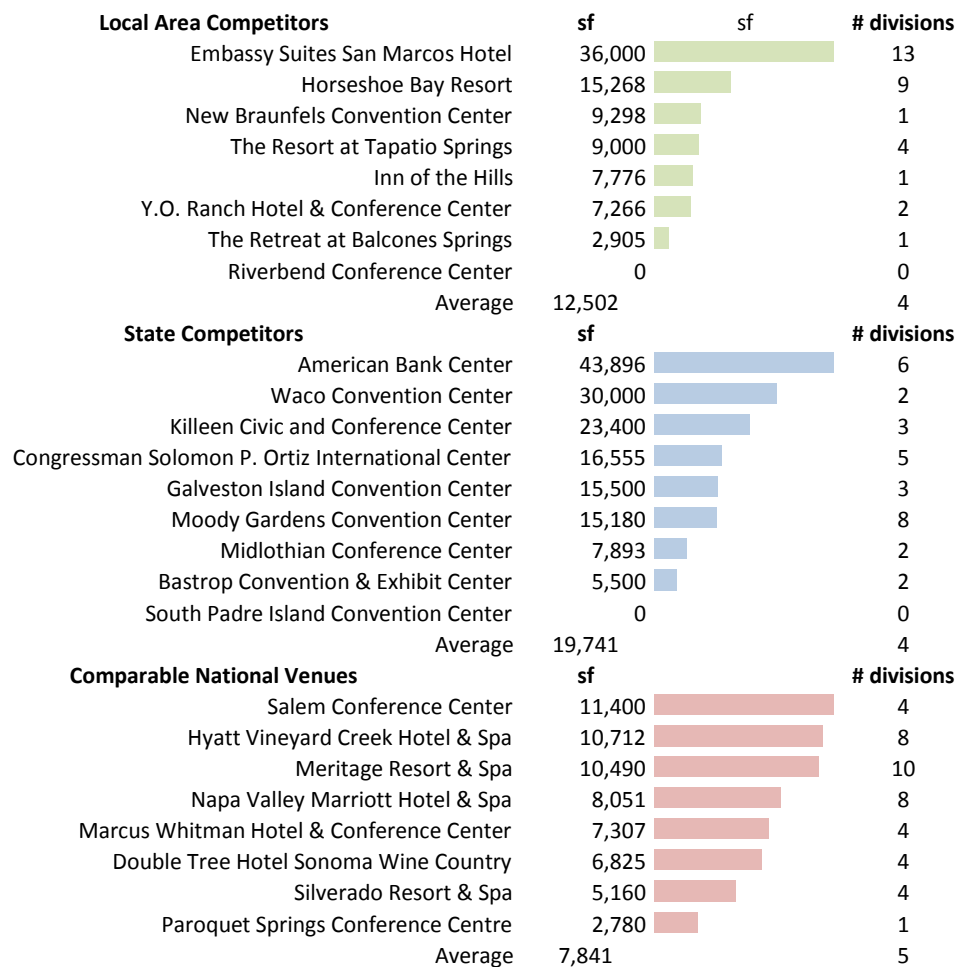 Local Area Competitors sf sf # divisions
Embassy Suites San Marcos Hotel 36,000 13
Horseshoe Bay Resort 15,268 9
New Braunfels Convention Center 9,298 1
The Resort at Tapatio Springs 9,000 4
Inn of the Hills 7,776 1
Y.O. Ranch Hotel & Conference Center 7,266 2
The Retreat at Balcones Springs 2,905 1
Riverbend Conference Center 0 0
Average 12,502 4
State Competitors sf # divisions
American Bank Center 43,896 6
Waco Convention Center 30,000 2
Killeen Civic and Conference Center 23,400 3
Congressman Solomon P. Ortiz International Center 16,555 5
Galveston Island Convention Center 15,500 3
Moody Gardens Convention Center 15,180 8
Midlothian Conference Center 7,893 2
Bastrop Convention & Exhibit Center 5,500 2
South Padre Island Convention Center 0 0
Average 19,741 4
Comparable National Venues sf # divisions
Salem Conference Center 11,400 4
Hyatt Vineyard Creek Hotel & Spa 10,712 8
Meritage Resort & Spa 10,490 10
Napa Valley Marriott Hotel & Spa 8,051 8
Marcus Whitman Hotel & Conference Center 7,307 4
Double Tree Hotel Sonoma Wine Country 6,825 4
Silverado Resort & Spa 5,160 4
Paroquet Springs Conference Centre 2,780 1
Average 7,841 5